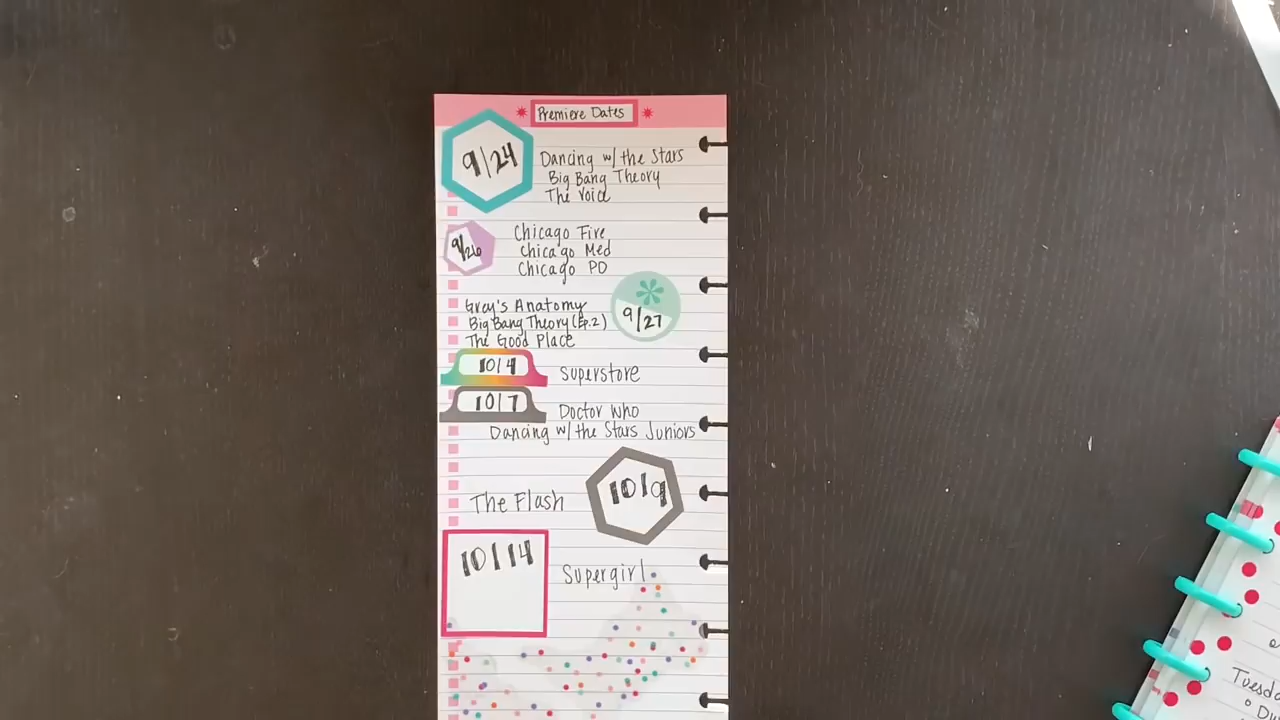 Premiere Dates
9/24
Dancing w/ the Stars
Big Bang Theory
The Voice
9/26
Chicago Fire
Chicago Med
Chicago PD
Grey's Anatomy
Big Bang Theory (Ep.2)
The Good Place
9/27
10/4
Superstore
10/7
Doctor Who
Dancing w/ the Stars Juniors
The Flash
10/9
10/14
Supergirl